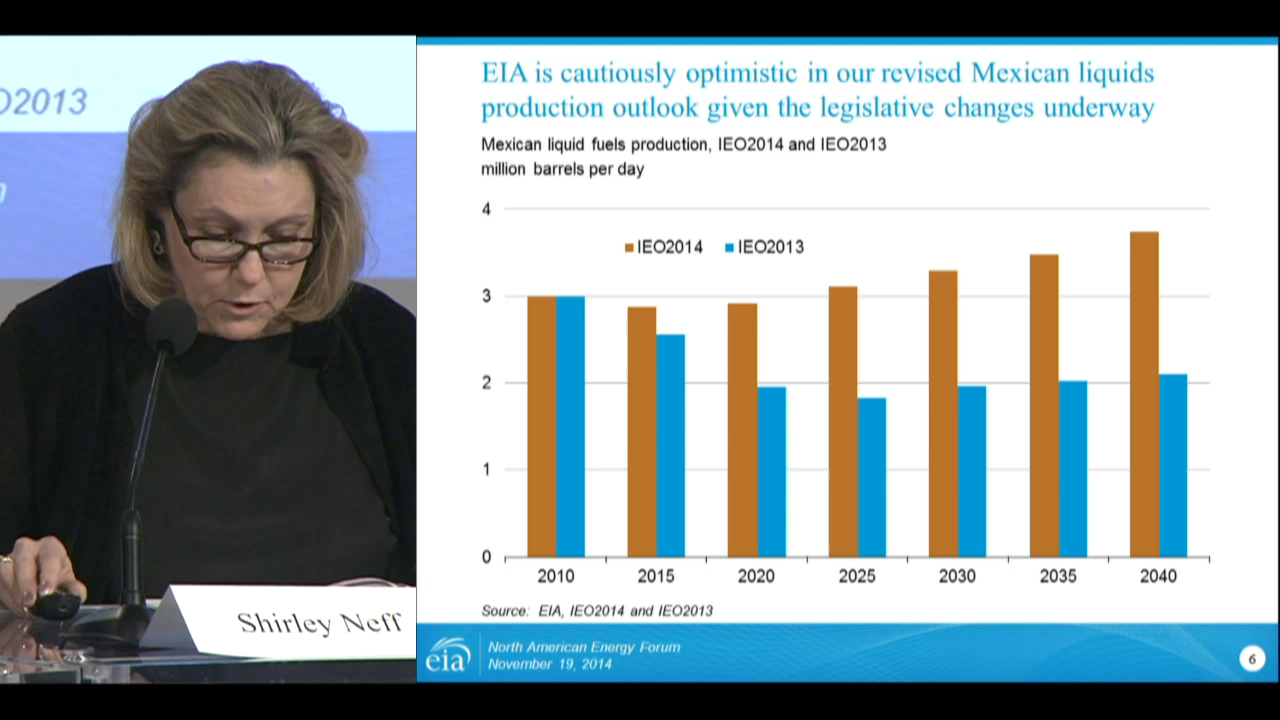 O2013
EIA is cautiously optimistic in our revised Mexican liquids
production outlook given the legislative changes underway
Mexican liquid fuels production, IEO2014 and IEO2013
million barrels per day
4
IEO2014 IEO2013
3
2
1
0
2010 2015 2020 2025 2030 2035 2040
Source: EIA, IEO2014 and IEO2013
Shirley Neff
eia
North American Energy Forum
November 19, 2014
6